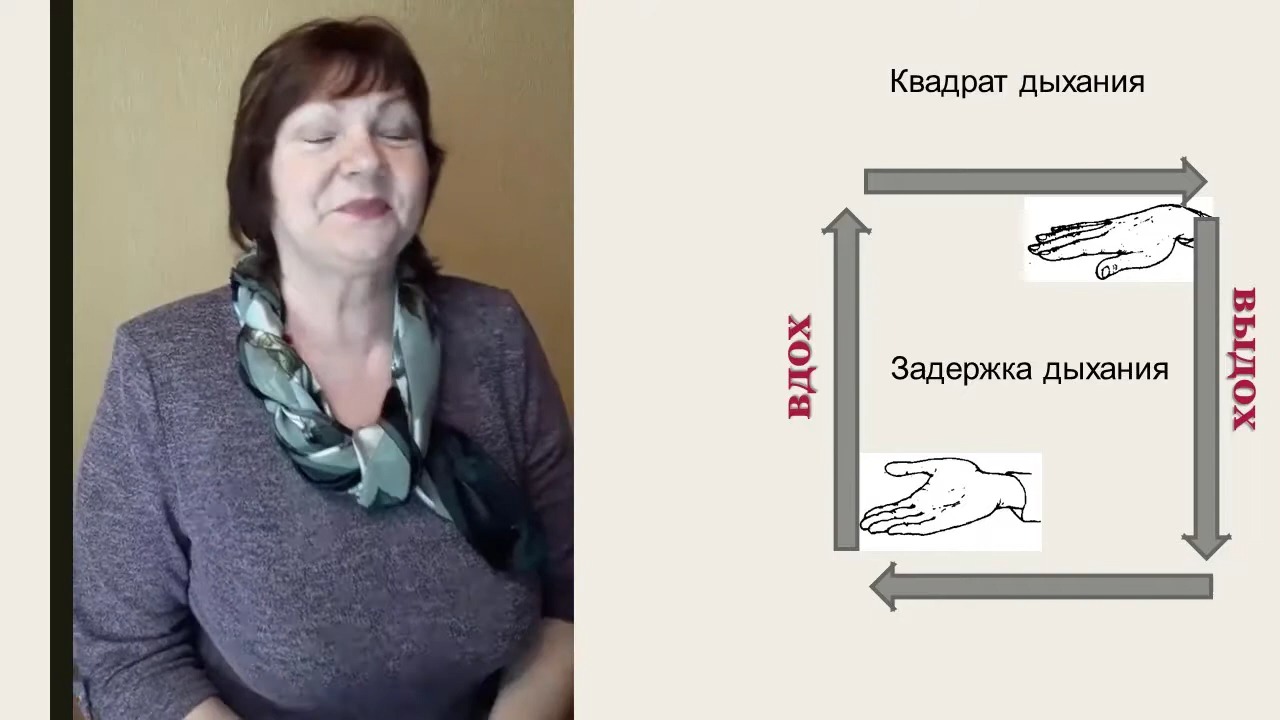 Квадрат дыхания
вдох
Задержка дыхания
выдох